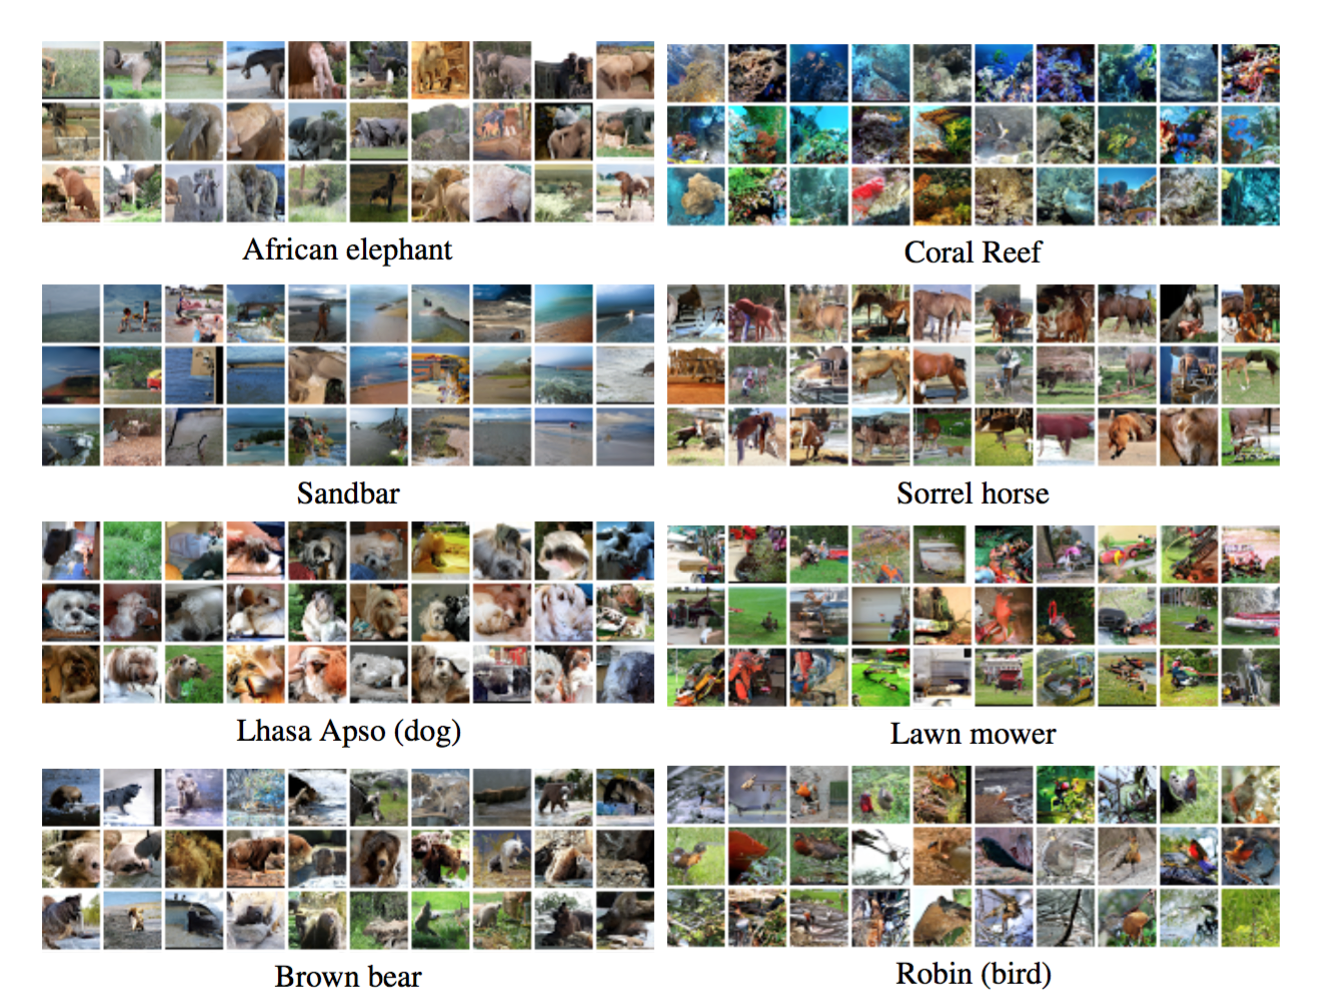 African elephant
Coral Reef
Sandbar
Sorrel horse
Lhasa Apso (dog)
Lawn mower
Brown bear
Robin (bird)